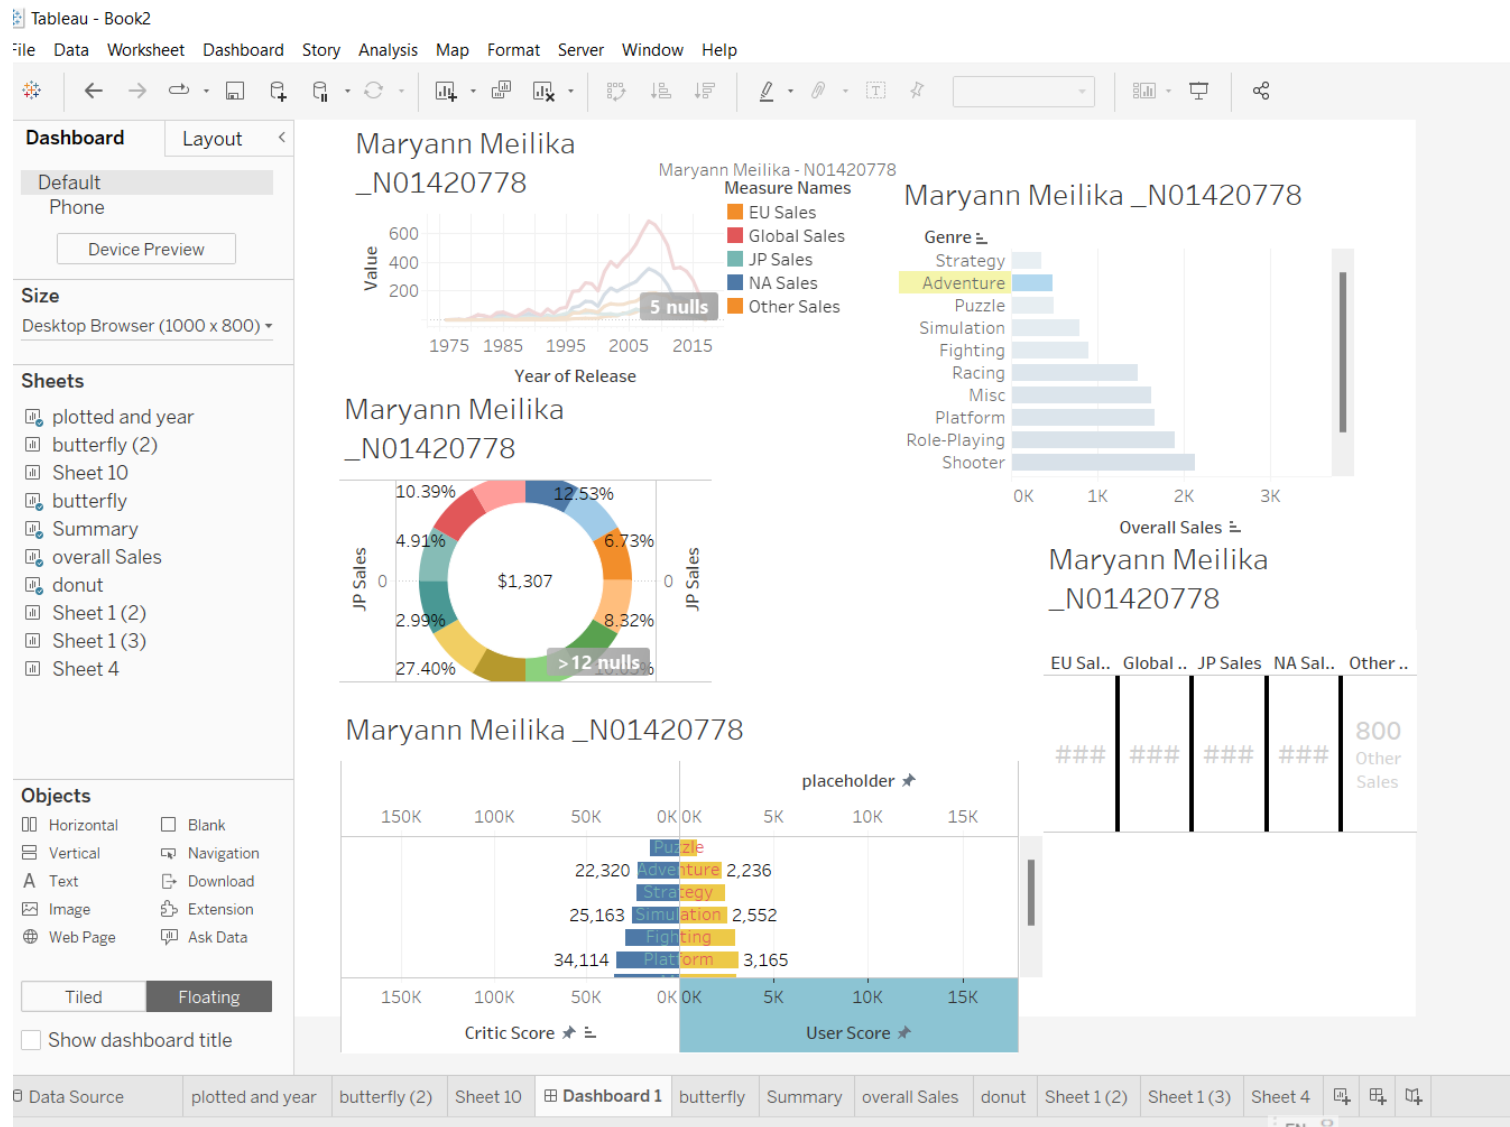 Tableau - Book2
File Data Worksheet Dashboard Story Analysis Map Format Server Window Help
Dashboard Layout <
Default
Phone
Device Preview
Size
Desktop Browser (1000 x 800)
Sheets
plotted and year
butterfly (2)
Sheet 10
butterfly
Summary
overall Sales
donut
Sheet 1 (2)
Sheet 1 (3)
Sheet 4
Objects
Horizontal Blank
Vertical Navigation
A Text Download
Image Extension
Web Page Ask Data
Tiled Floating
Show dashboard title
Maryann Meilika
_N01420778
Maryann Meilika - N01420778
Measure Names
EU Sales
Global Sales
JP Sales
NA Sales
Other Sales
Value
600
400
200
5 nulls
1975 1985 1995 2005 2015
Year of Release
Maryann Meilika _N01420778
Genre
Strategy
Adventure
Puzzle
Simulation
Fighting
Racing
Misc
Platform
Role-Playing
Shooter
0K 1K 2K 3K
Overall Sales
Maryann Meilika
_N01420778
10.39% 12.53%
4.91% 6.73%
JP Sales 0 $1,307 0 JP Sales
2.99% 8.32%
27.40% >12 nulls
Maryann Meilika
_N01420778
EU Sal.. Global .. JP Sales NA Sal.. Other ..
### ### ### ### 800
Other
Sales
Maryann Meilika _N01420778
placeholder
150K 100K 50K 0K 0K 5K 10K 15K
Puzzle
22,320 Adventure 2,236
Strategy
25,163 Simulation 2,552
Fighting
34,114 Platform 3,165
150K 100K 50K 0K 0K 5K 10K 15K
Critic Score User Score
Data Source plotted and year butterfly (2) Sheet 10 Dashboard 1 butterfly Summary overall Sales donut Sheet 1 (2) Sheet 1 (3) Sheet 4